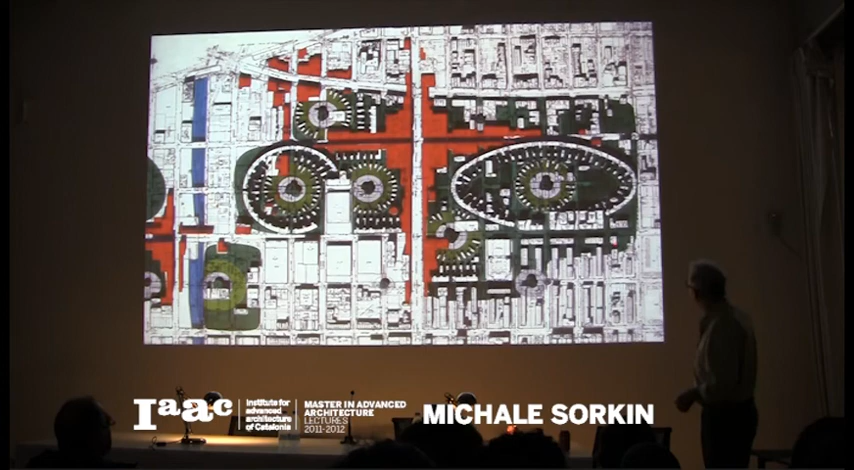 Iaac
Institute for
advanced
architecture
of Catalonia
MASTER IN ADVANCED
ARCHITECTURE
LECTURES
2011-2012
MICHALE SORKIN